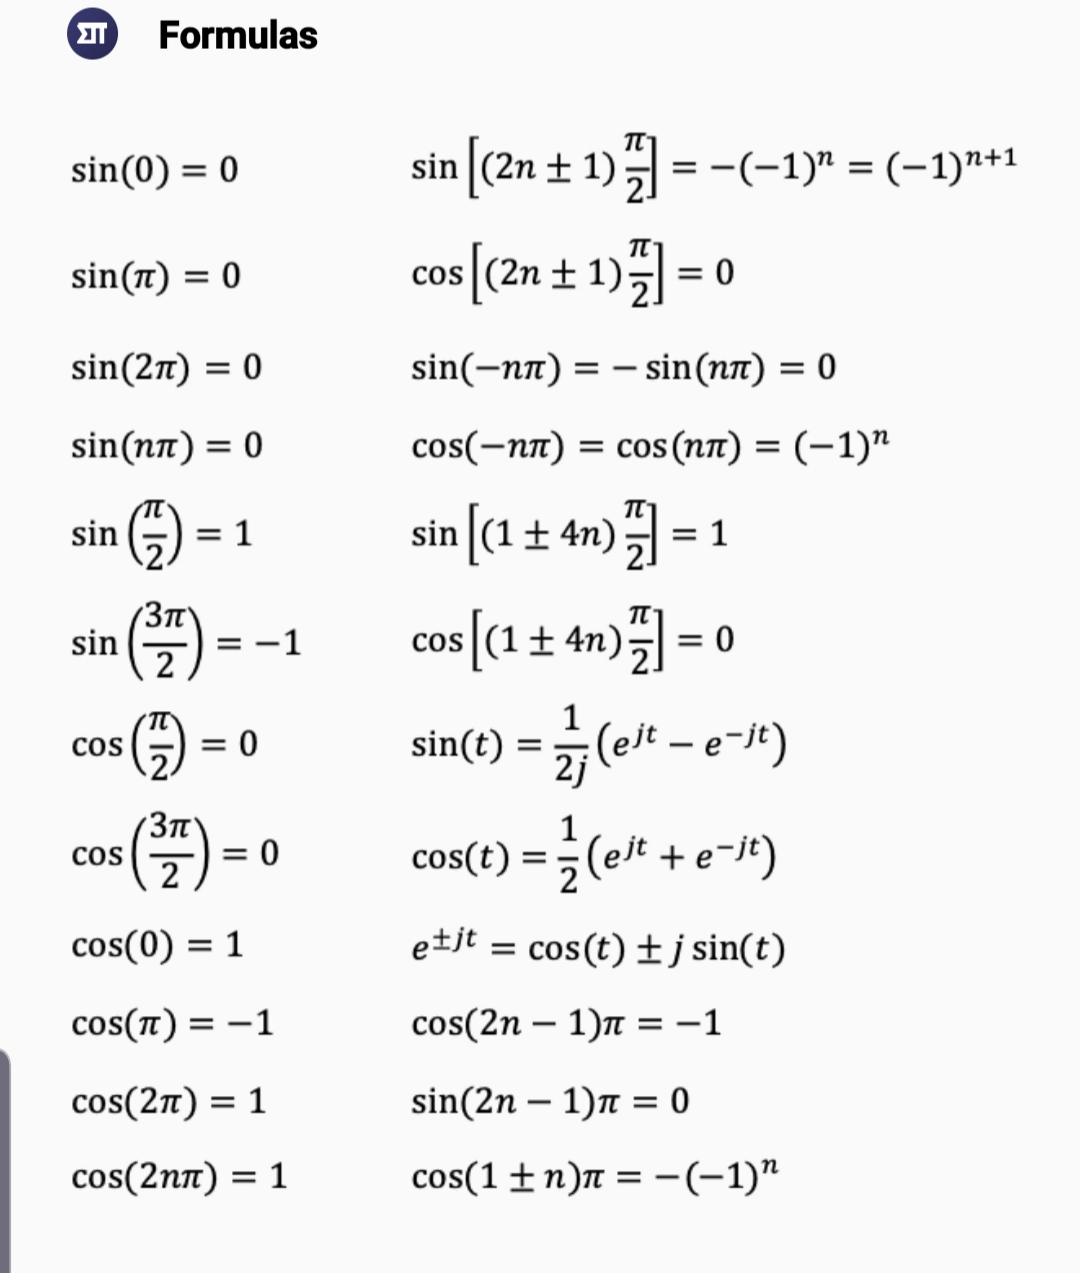 ΣΠ Formulas
sin(0) = 0
sin[(2n ± 1) π/2] = −(−1)ⁿ = (−1)ⁿ⁺¹
sin(π) = 0
cos[(2n ± 1) π/2] = 0
sin(2π) = 0
sin(−nπ) = − sin(nπ) = 0
sin(nπ) = 0
cos(−nπ) = cos(nπ) = (−1)ⁿ
sin(π/2) = 1
sin[(1 ± 4n) π/2] = 1
sin(3π/2) = −1
cos[(1 ± 4n) π/2] = 0
cos(π/2) = 0
sin(t) = 1/2j (e^{jt} − e^{−jt})
cos(3π/2) = 0
cos(t) = 1/2 (e^{jt} + e^{−jt})
cos(0) = 1
e^{±jt} = cos(t) ± j sin(t)
cos(π) = −1
cos(2n − 1)π = −1
cos(2π) = 1
sin(2n − 1)π = 0
cos(2nπ) = 1
cos(1 ± n)π = −(−1)ⁿ